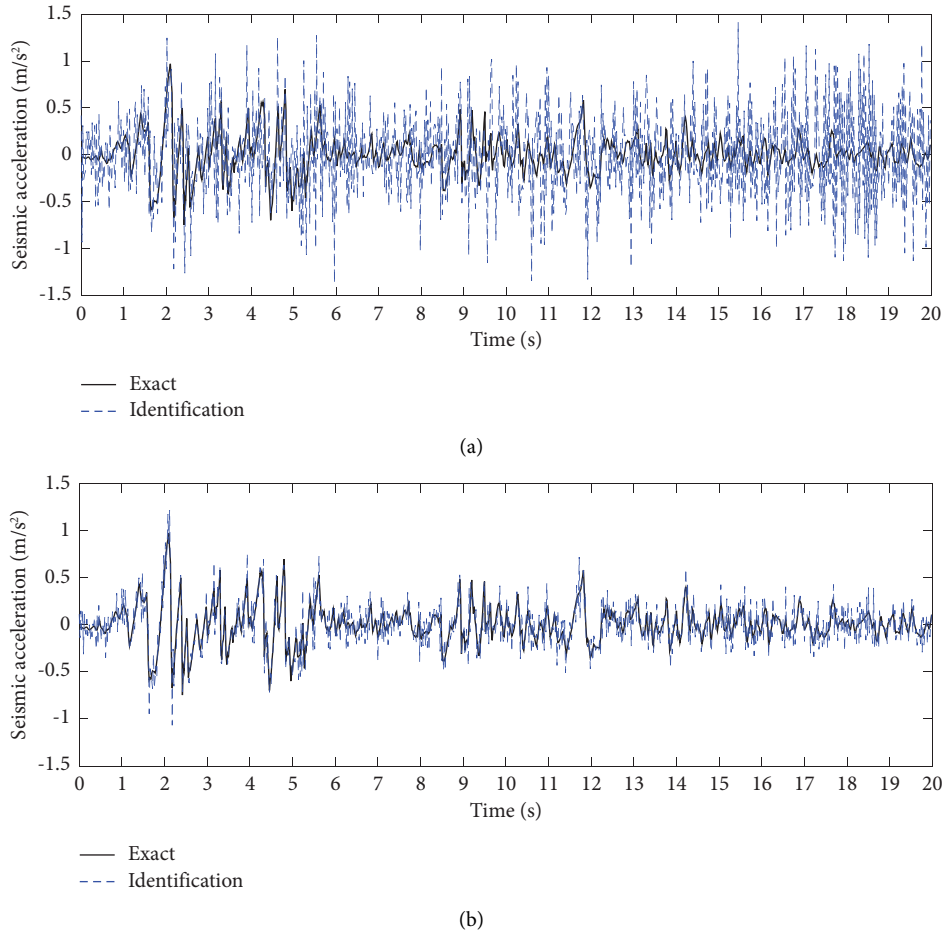 Seismic acceleration (m/s²)
1.5
1
0.5
0
-0.5
-1
-1.5
0 1 2 3 4 5 6 7 8 9 10 11 12 13 14 15 16 17 18 19 20
Time (s)
Exact
Identification
(a)
Seismic acceleration (m/s²)
1.5
1
0.5
0
-0.5
-1
-1.5
0 1 2 3 4 5 6 7 8 9 10 11 12 13 14 15 16 17 18 19 20
Time (s)
Exact
Identification
(b)